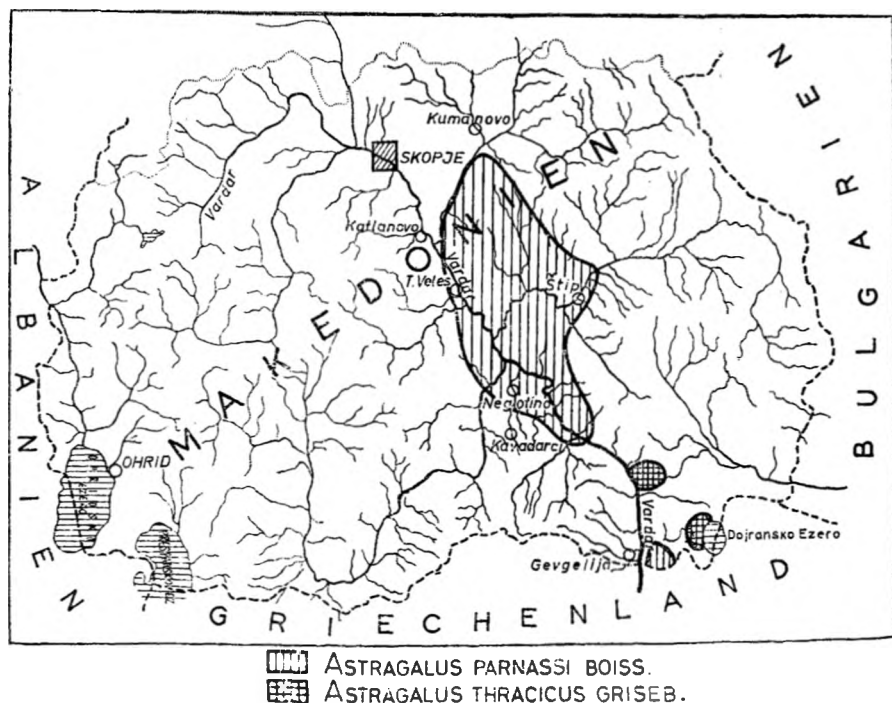 Kumanovo
SKOPJE
Vardar
Katlanovo
Vardar
T.Veles
Štip
Negotino
Kavadarci
OHRID
Vardar
Dojransko Ezero
Gevgelija
MAKEDONIEN
ALBANIEN
BULGARIEN
GRIECHENLAND
ASTRAGALUS PARNASSI BOISS.
ASTRAGALUS THRACICUS GRISEB.